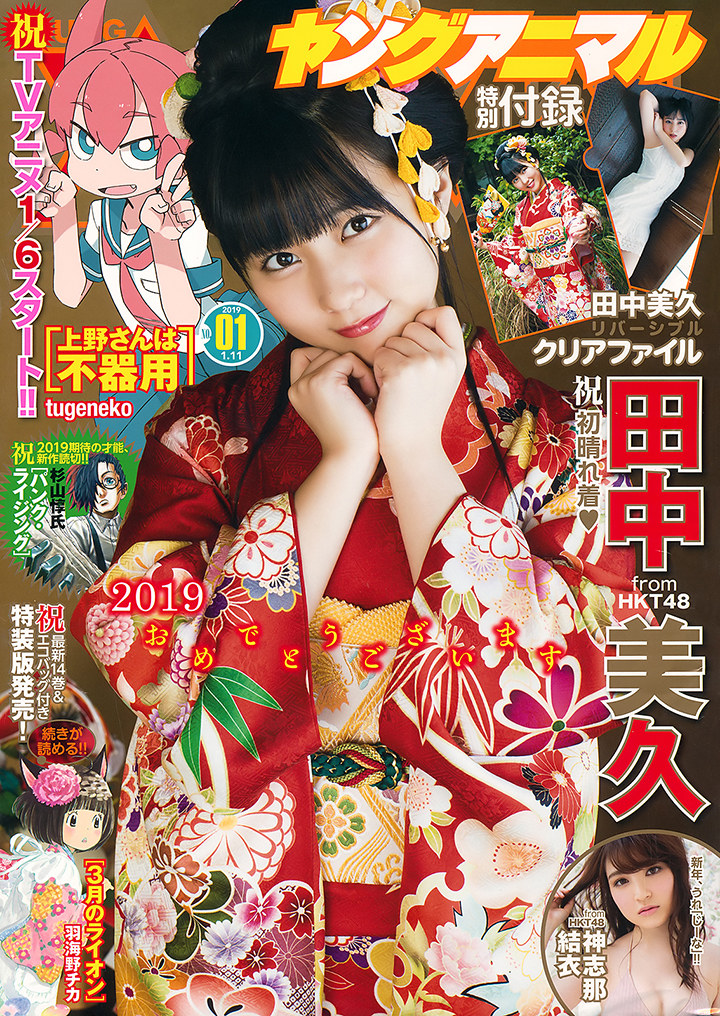 ヤングアニマル
祝TVアニメ1/6スタート!!
2019
NO.01
1.11
[上野さんは
不器用]
tugeneko
特別付録
田中美久
リバーシブル
クリアファイル
祝 初晴れ着♥
田中美久
from
HKT48
祝 2019期待の才能、
新作読切!!
杉山惇氏
「バング・
ライジング」
2019
おめでとうございます
祝 最新14巻&
エコバッグ付き
特装版発売!
続きが
読める!!
[3月のライオン]
羽海野チカ
新年、うれじーな!!
from
HKT48
神志那
結衣